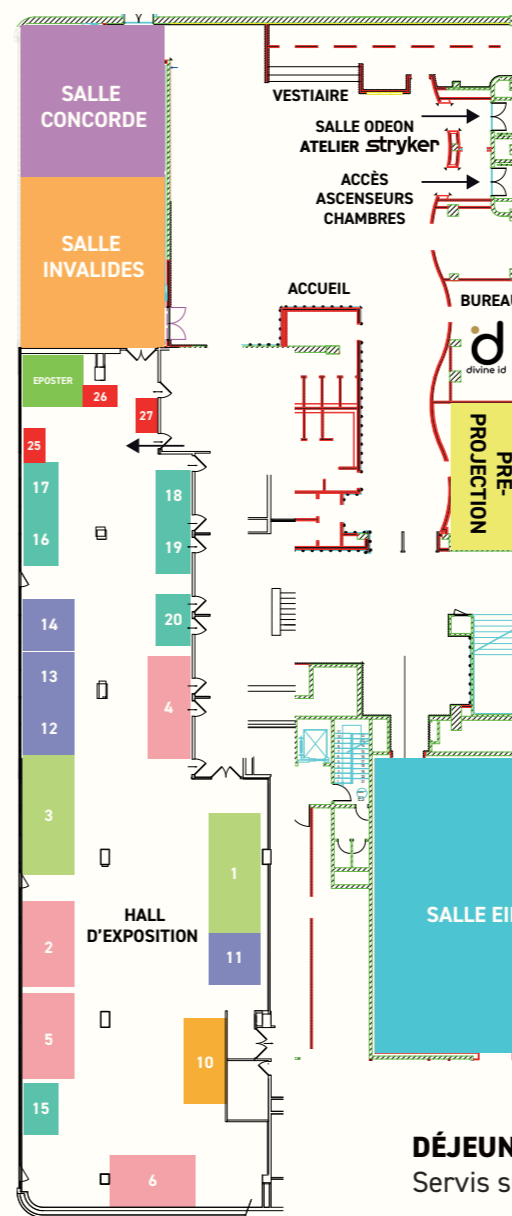 SALLE
CONCORDE
VESTIAIRE
SALLE ODEON
ATELIER stryker
ACCÈS
ASCENSEURS
CHAMBRES
SALLE
INVALIDES
ACCUEIL
BUREAU
divine id
EPOSTER
26
27
PRE-
PROJECTION
25
17
18
16
19
14
20
13
4
12
3
1
2
HALL
D'EXPOSITION
SALLE EI
11
5
10
15
6
DÉJEUN
Servis s